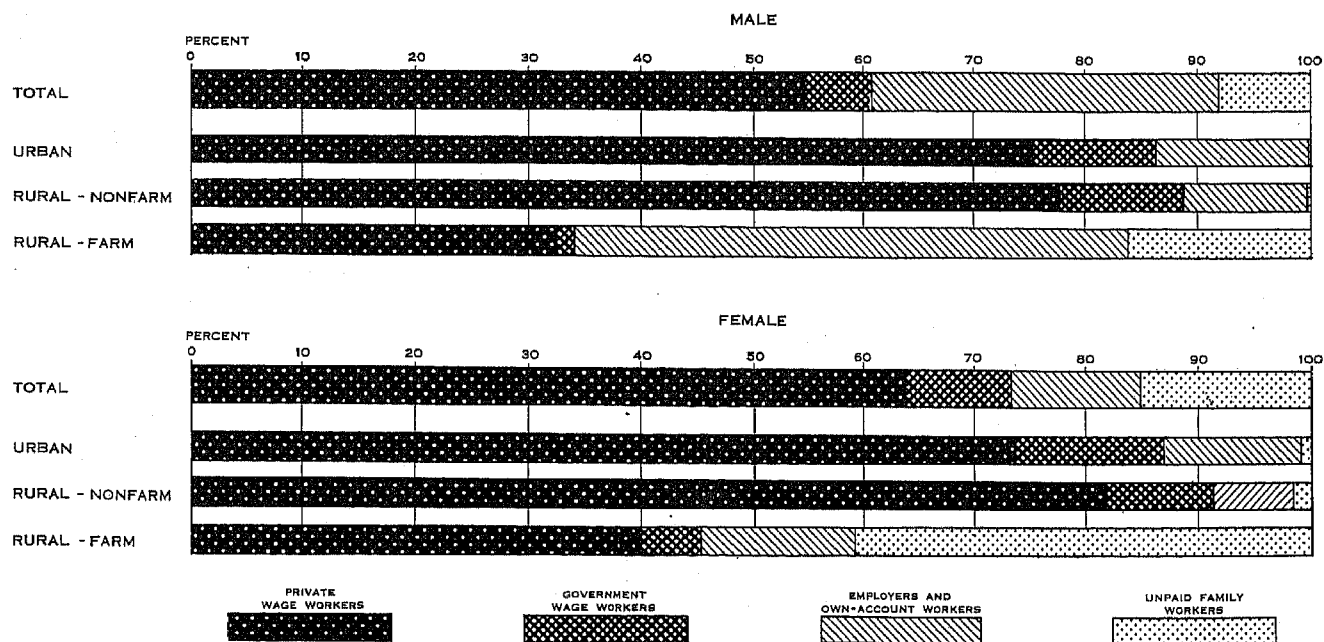 MALE
PERCENT
0 10 20 30 40 50 60 70 80 90 100
TOTAL
URBAN
RURAL - NONFARM
RURAL - FARM
FEMALE
PERCENT
0 10 20 30 40 50 60 70 80 90 100
TOTAL
URBAN
RURAL - NONFARM
RURAL - FARM
PRIVATE
WAGE WORKERS
GOVERNMENT
WAGE WORKERS
EMPLOYERS AND
OWN-ACCOUNT WORKERS
UNPAID FAMILY
WORKERS